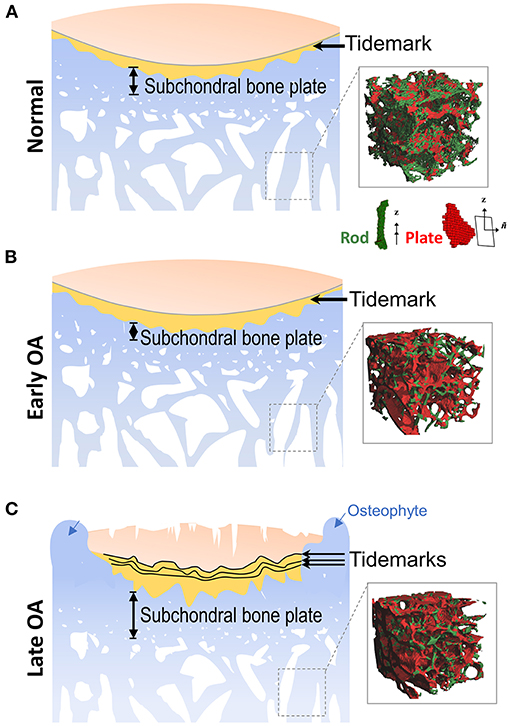 A
Normal
Tidemark
Subchondral bone plate
Rod
z
Plate
z
n̂
B
Early OA
Tidemark
Subchondral bone plate
C
Late OA
Osteophyte
Tidemarks
Subchondral bone plate